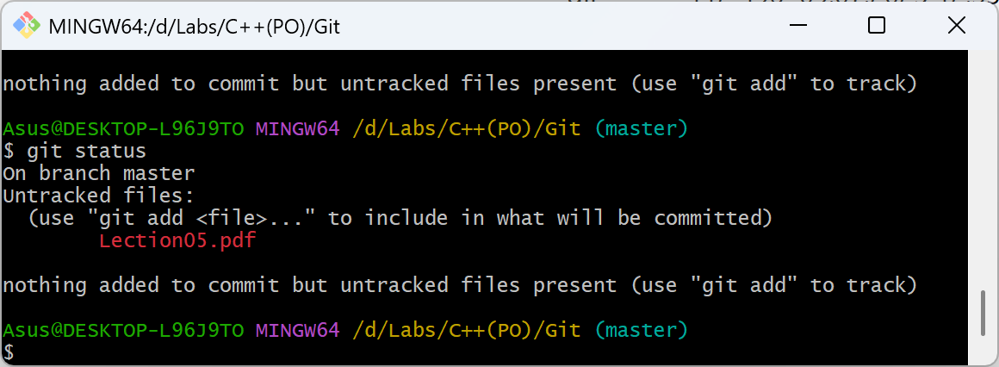 MINGW64:/d/Labs/C++(PO)/Git
nothing added to commit but untracked files present (use "git add" to track)
Asus@DESKTOP-L96J9TO MINGW64 /d/Labs/C++(PO)/Git (master)
$ git status
On branch master
Untracked files:
  (use "git add <file>..." to include in what will be committed)
        Lection05.pdf
nothing added to commit but untracked files present (use "git add" to track)
Asus@DESKTOP-L96J9TO MINGW64 /d/Labs/C++(PO)/Git (master)
$